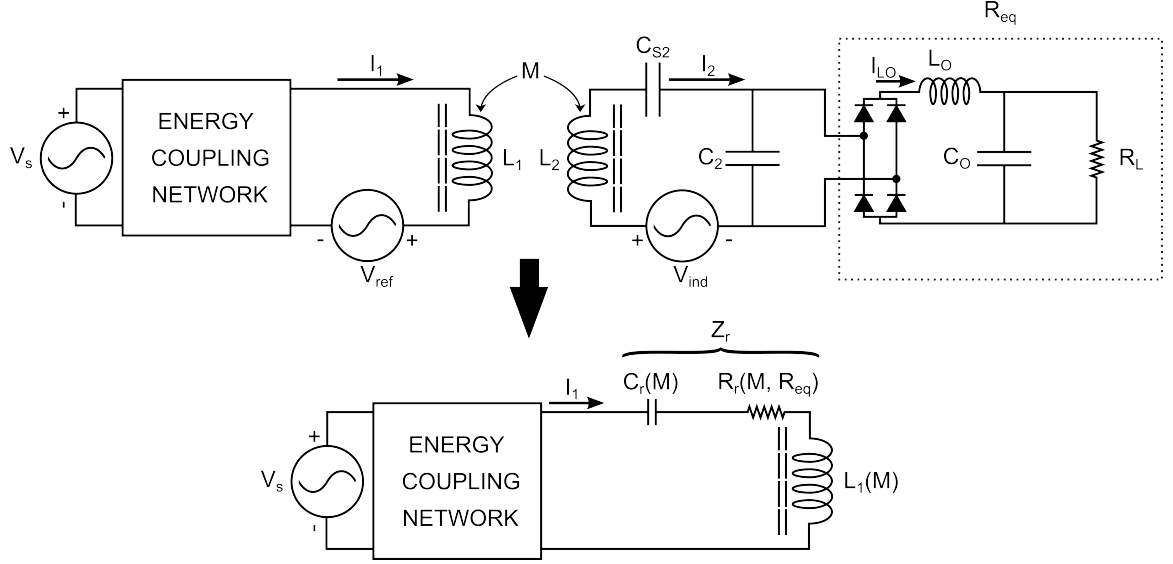 R_eq
C_S2
I_1
M
I_2
I_LO
L_O
+
ENERGY
V_s
COUPLING
L_1
L_2
C_2
C_O
R_L
NETWORK
-
-
+
+
-
V_ref
V_ind
Z_r
I_1
C_r(M)
R_r(M, R_eq)
+
ENERGY
V_s
COUPLING
L_1(M)
NETWORK
-